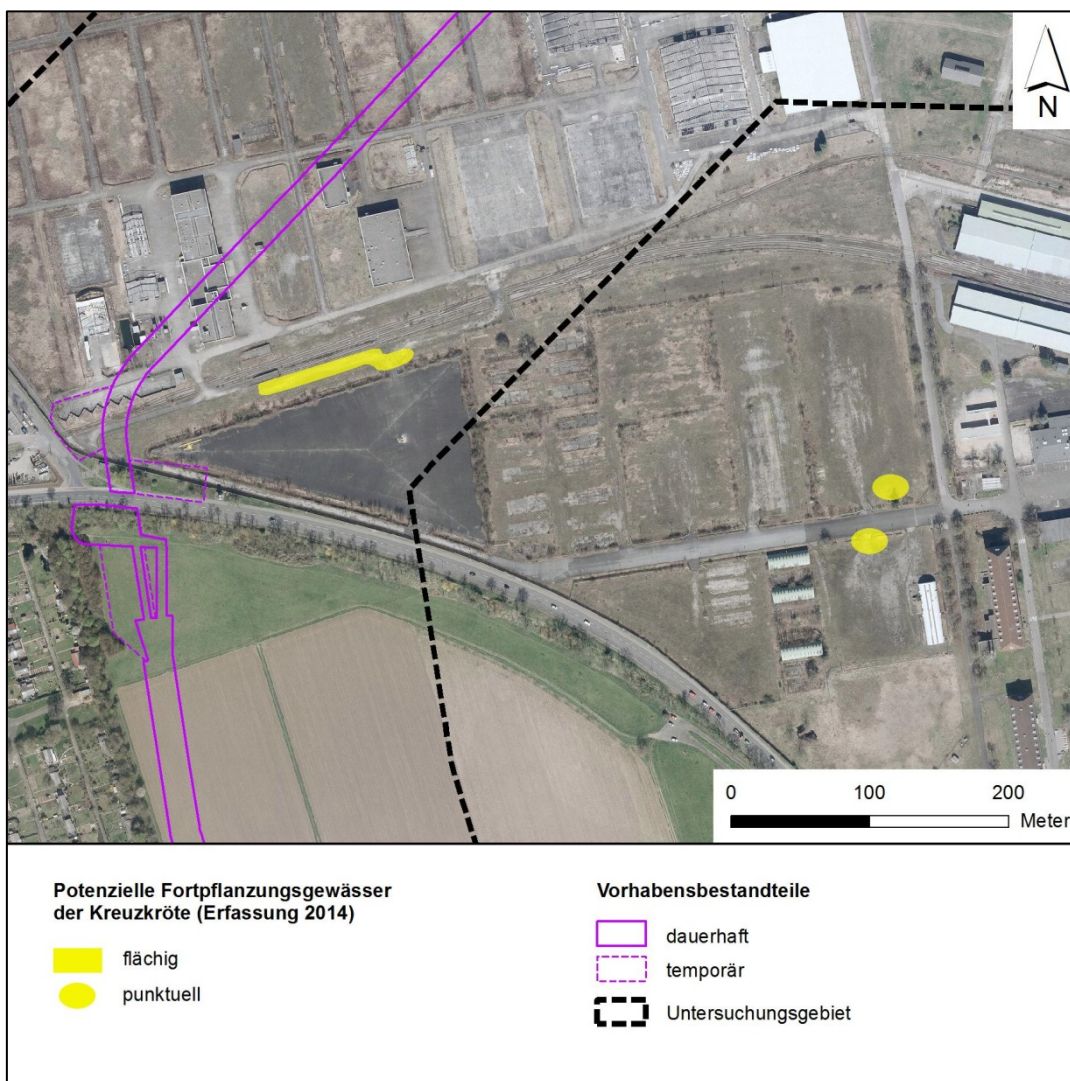 N
0 100 200
Meter
Potenzielle Fortpflanzungsgewässer
der Kreuzkröte (Erfassung 2014)
flächig
punktuell
Vorhabensbestandteile
dauerhaft
temporär
Untersuchungsgebiet